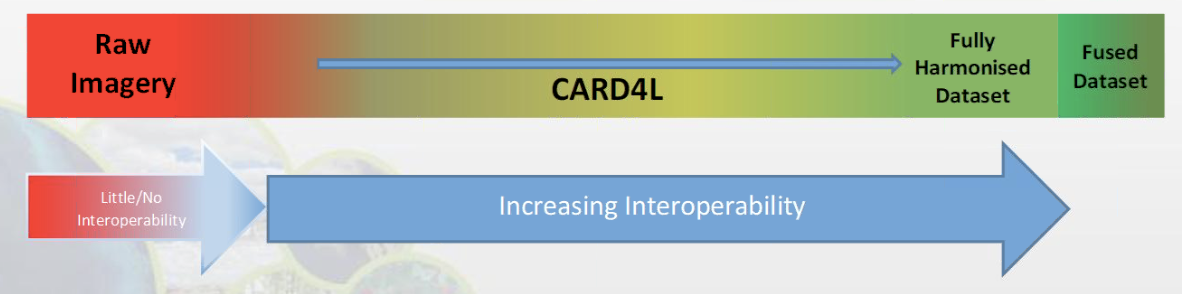 Raw
Imagery
CARD4L
Fully
Harmonised
Dataset
Fused
Dataset
Little/No
Interoperability
Increasing Interoperability